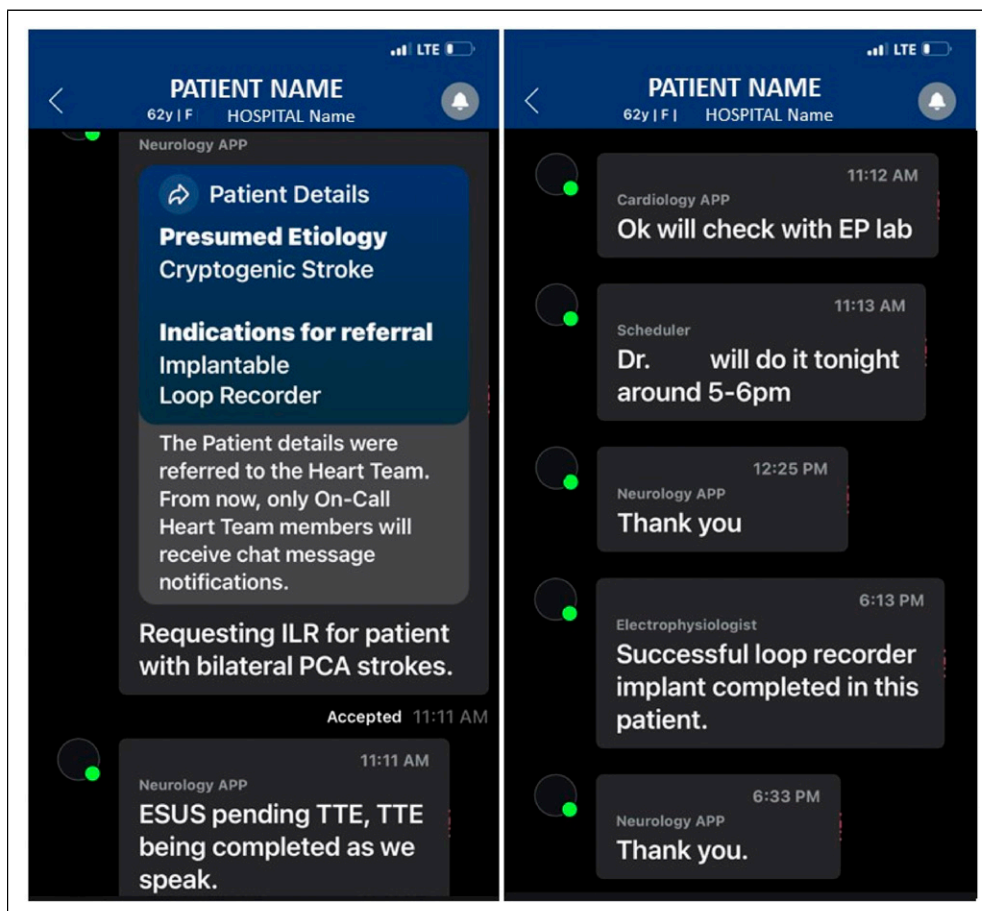 LTE
PATIENT NAME
62y | F HOSPITAL Name
Neurology APP
Patient Details
Presumed Etiology
Cryptogenic Stroke
Indications for referral
Implantable
Loop Recorder
The Patient details were
referred to the Heart Team.
From now, only On-Call
Heart Team members will
receive chat message
notifications.
Requesting ILR for patient
with bilateral PCA strokes.
Accepted 11:11 AM
11:11 AM
Neurology APP
ESUS pending TTE, TTE
being completed as we
speak.
LTE
PATIENT NAME
62y | F | HOSPITAL Name
11:12 AM
Cardiology APP
Ok will check with EP lab
11:13 AM
Scheduler
Dr. will do it tonight
around 5-6pm
12:25 PM
Neurology APP
Thank you
6:13 PM
Electrophysiologist
Successful loop recorder
implant completed in this
patient.
6:33 PM
Neurology APP
Thank you.